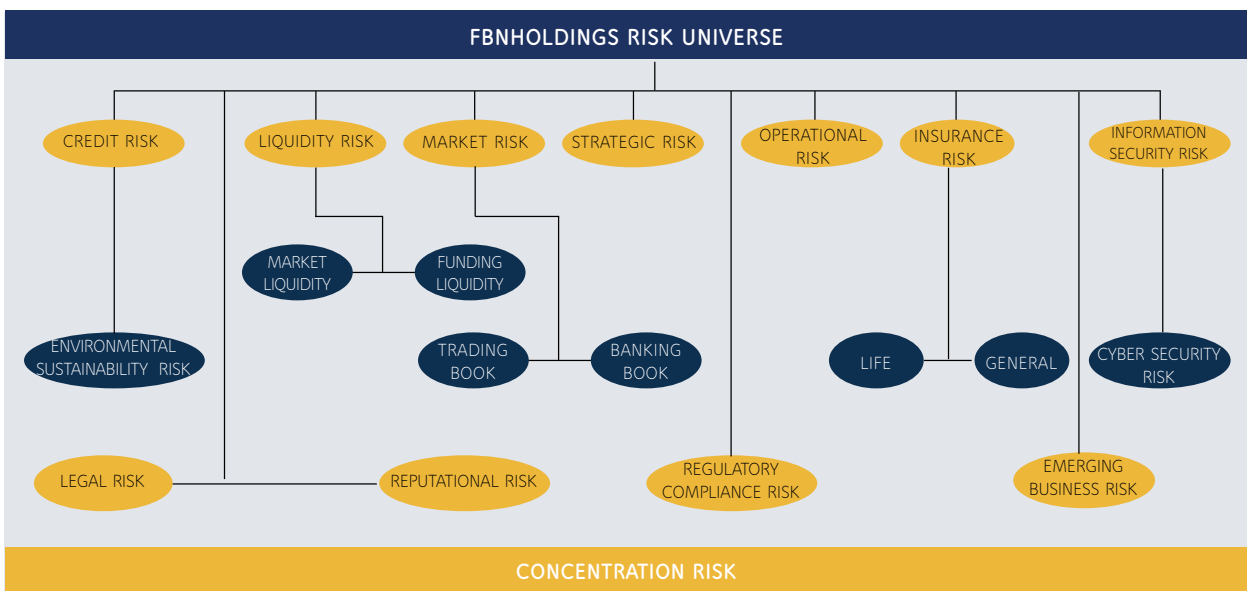 FBNHOLDINGS RISK UNIVERSE
CREDIT RISK
LIQUIDITY RISK
MARKET RISK
STRATEGIC RISK
OPERATIONAL
RISK
INSURANCE
RISK
INFORMATION
SECURITY RISK
MARKET
LIQUIDITY
FUNDING
LIQUIDITY
ENVIRONMENTAL
SUSTAINABILITY RISK
TRADING
BOOK
BANKING
BOOK
LIFE
GENERAL
CYBER SECURITY
RISK
LEGAL RISK
REPUTATIONAL RISK
REGULATORY
COMPLIANCE RISK
EMERGING
BUSINESS RISK
CONCENTRATION RISK